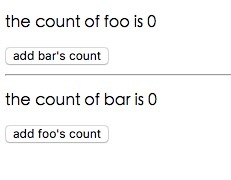 the count of foo is 0
add bar's count
the count of bar is 0
add foo's count